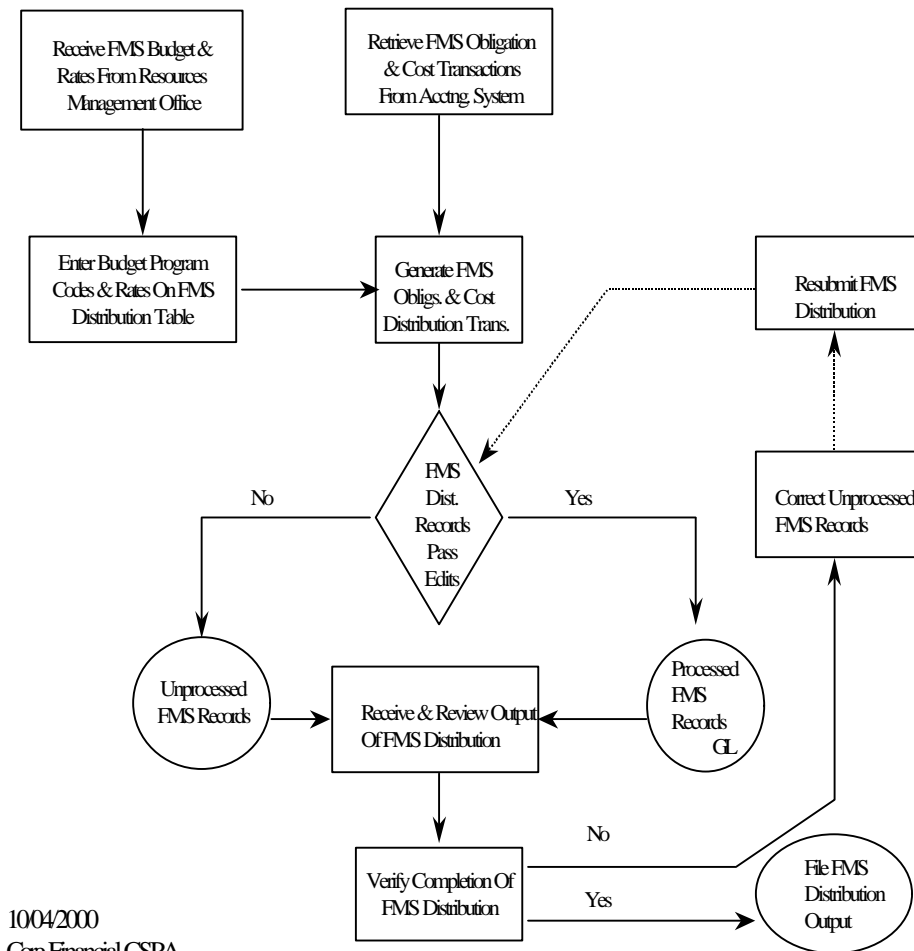 Receive FMS Budget &
Rates From Resources
Management Office
Retrieve FMS Obligation
& Cost Transactions
From Acctng. System
Enter Budget Program
Codes & Rates On FMS
Distribution Table
Generate FMS
Obligs. & Cost
Distribution Trans.
Resubmit FMS
Distribution
FMS
Dist.
Records
Pass
Edits
No
Yes
Correct Unprocessed
FMS Records
Unprocessed
FMS Records
Receive & Review Output
Of FMS Distribution
Processed
FMS
Records
GL
Verify Completion Of
FMS Distribution
No
Yes
File FMS
Distribution
Output
10/04/2000
Corp Financial CSRA